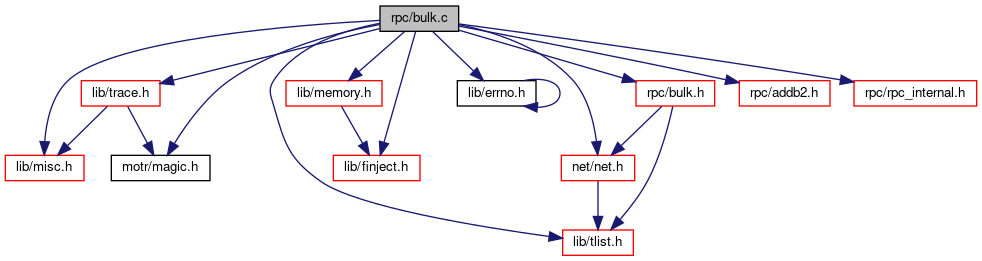 rpc/bulk.c
lib/trace.h
lib/memory.h
lib/errno.h
rpc/bulk.h
rpc/addb2.h
rpc/rpc_internal.h
lib/misc.h
motr/magic.h
lib/finject.h
net/net.h
lib/tlist.h